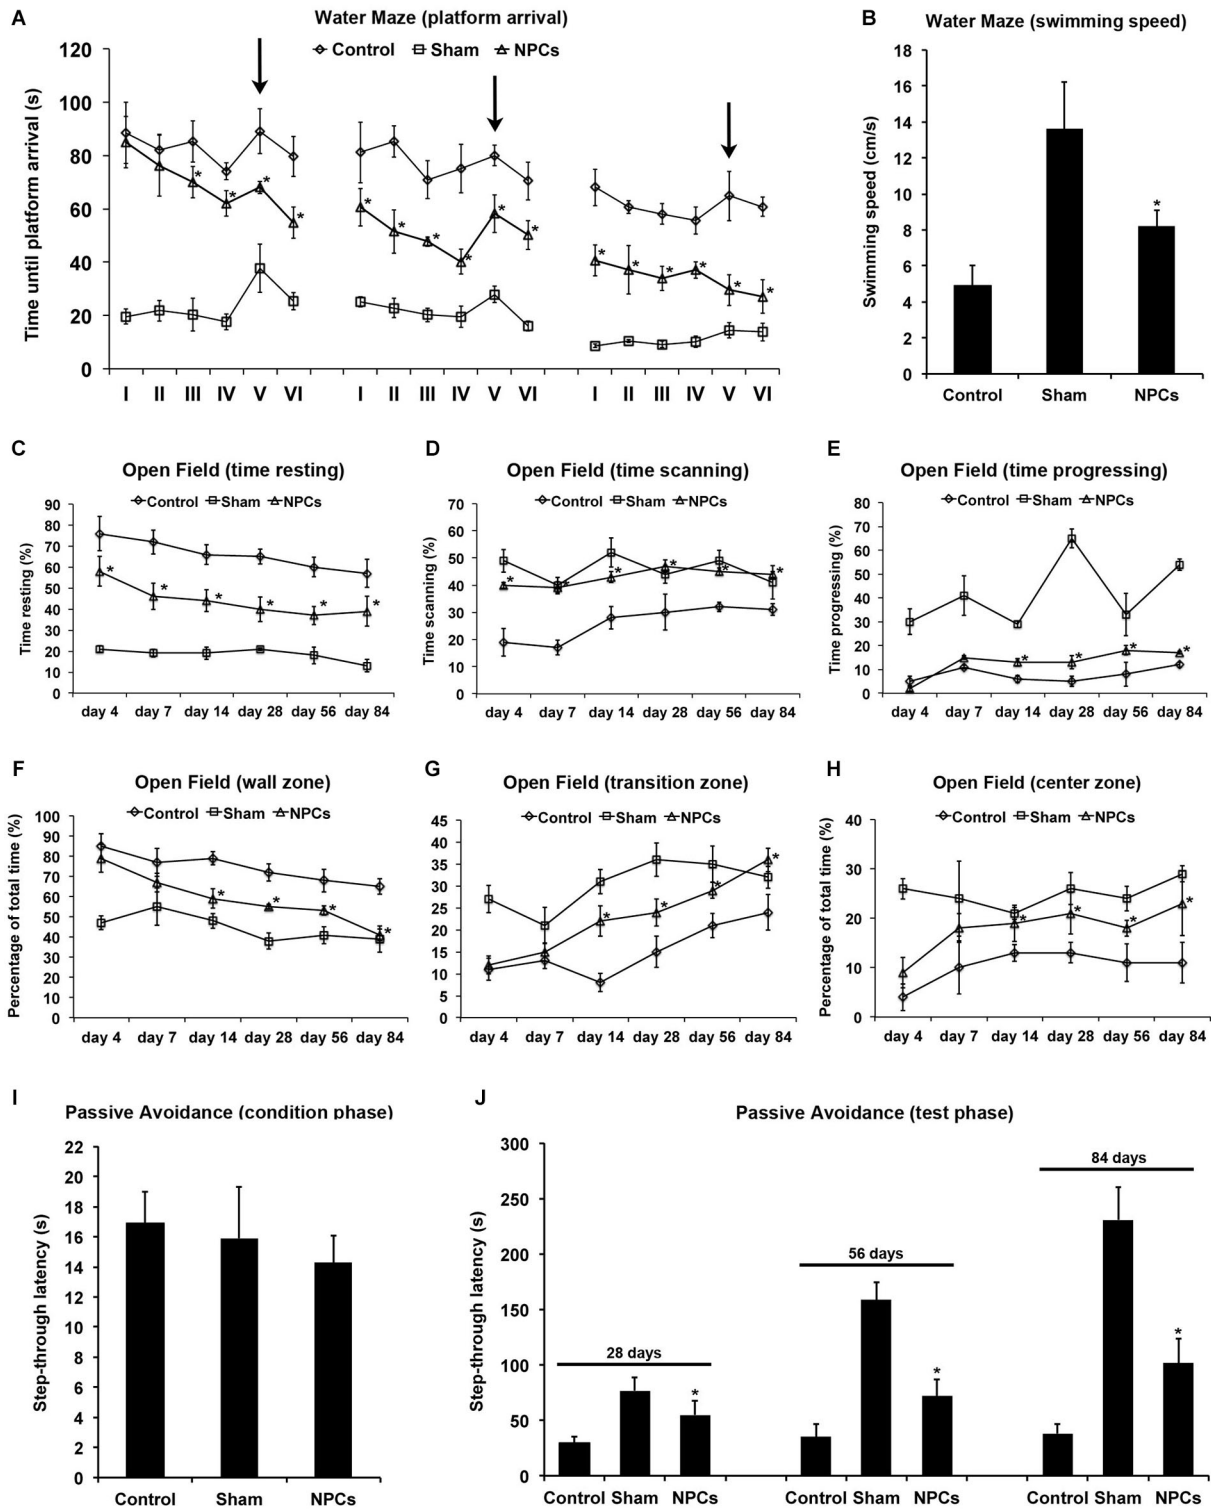 A
Water Maze (platform arrival)
Control Sham NPCs
Time until platform arrival (s)
120
100
80
60
40
20
0
* * * *
* * * * * *
* * * * * *
I II III IV V VI I II III IV V VI I II III IV V VI
B
Water Maze (swimming speed)
Swimming speed (cm/s)
18
16
14
12
10
8
6
4
2
0
*
Control Sham NPCs
C
Open Field (time resting)
Control Sham NPCs
Time resting (%)
90
80
70
60
50
40
30
20
10
0
* * * * * *
day 4 day 7 day 14 day 28 day 56 day 84
D
Open Field (time scanning)
Control Sham NPCs
Time scanning (%)
70
60
50
40
30
20
10
0
* * * * * *
day 4 day 7 day 14 day 28 day 56 day 84
E
Open Field (time progressing)
Control Sham NPCs
Time progressing (%)
80
70
60
50
40
30
20
10
0
* * * *
day 4 day 7 day 14 day 28 day 56 day 84
F
Open Field (wall zone)
Control Sham NPCs
Percentage of total time (%)
100
90
80
70
60
50
40
30
20
10
0
* * * *
day 4 day 7 day 14 day 28 day 56 day 84
G
Open Field (transition zone)
Control Sham NPCs
45
40
35
30
25
20
15
10
5
0
* * * *
day 4 day 7 day 14 day 28 day 56 day 84
H
Open Field (center zone)
Control Sham NPCs
Percentage of total time (%)
40
30
20
10
0
* * * *
day 4 day 7 day 14 day 28 day 56 day 84
I
Passive Avoidance (condition phase)
Step-through latency (s)
22
20
18
16
14
12
10
8
6
4
2
0
Control Sham NPCs
J
Passive Avoidance (test phase)
Step-through latency (s)
300
250
200
150
100
50
0
28 days
*
56 days
*
84 days
*
Control Sham NPCs Control Sham NPCs Control Sham NPCs